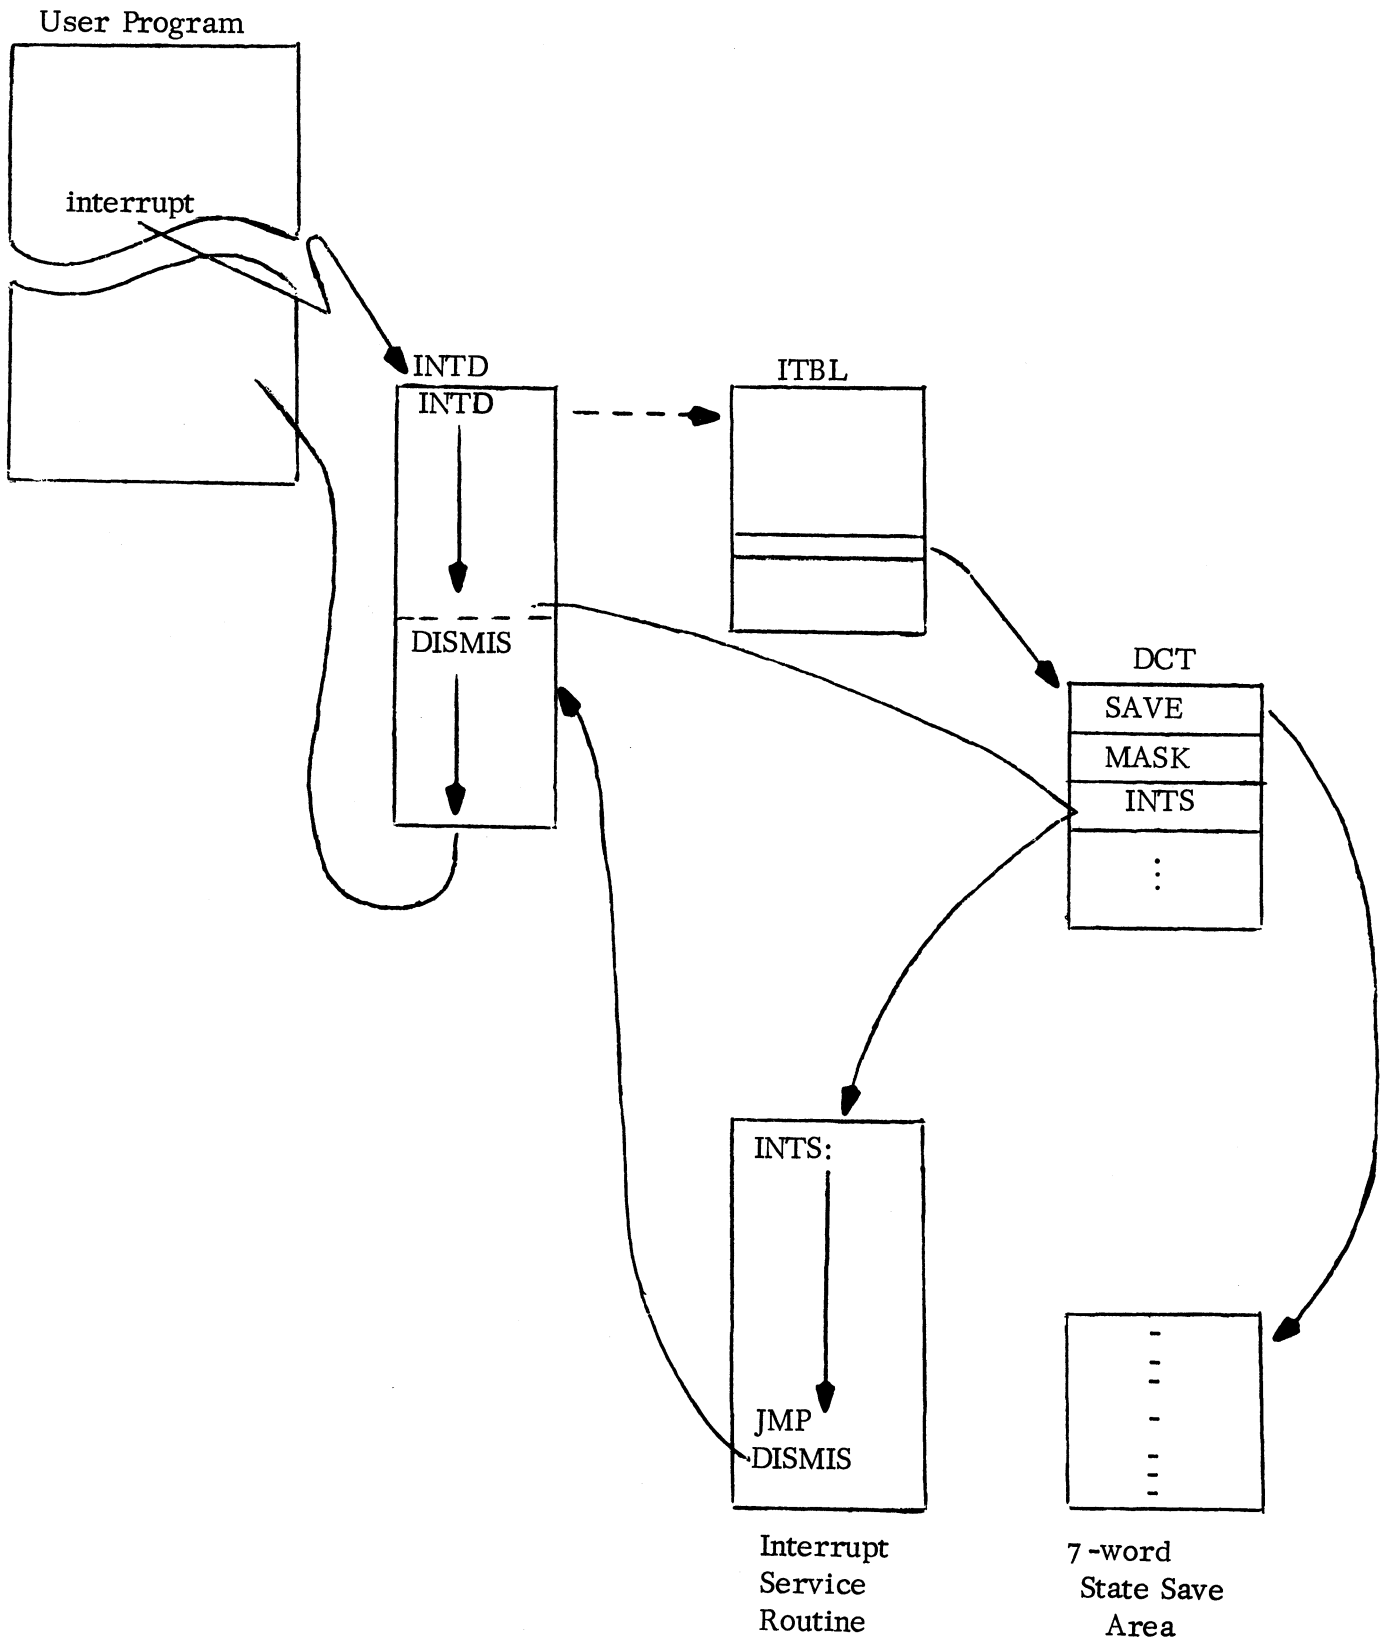 User Program
interrupt
INTD
INTD
DISMIS
ITBL
DCT
SAVE
MASK
INTS
INTS:
JMP
DISMIS
Interrupt
Service
Routine
7-word
State Save
Area